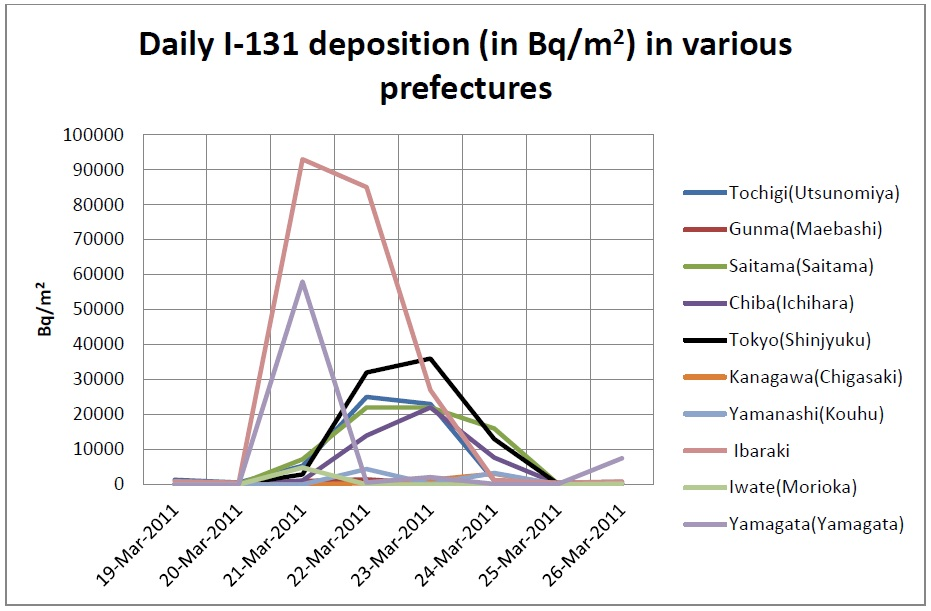 Daily I-131 deposition (in Bq/m²) in various
prefectures
100000
90000
80000
70000
60000
50000
40000
30000
20000
10000
0
Bq/m²
19-Mar-2011
20-Mar-2011
21-Mar-2011
22-Mar-2011
23-Mar-2011
24-Mar-2011
25-Mar-2011
26-Mar-2011
Tochigi(Utsunomiya)
Gunma(Maebashi)
Saitama(Saitama)
Chiba(Ichihara)
Tokyo(Shinjyuku)
Kanagawa(Chigasaki)
Yamanashi(Kouhu)
Ibaraki
Iwate(Morioka)
Yamagata(Yamagata)